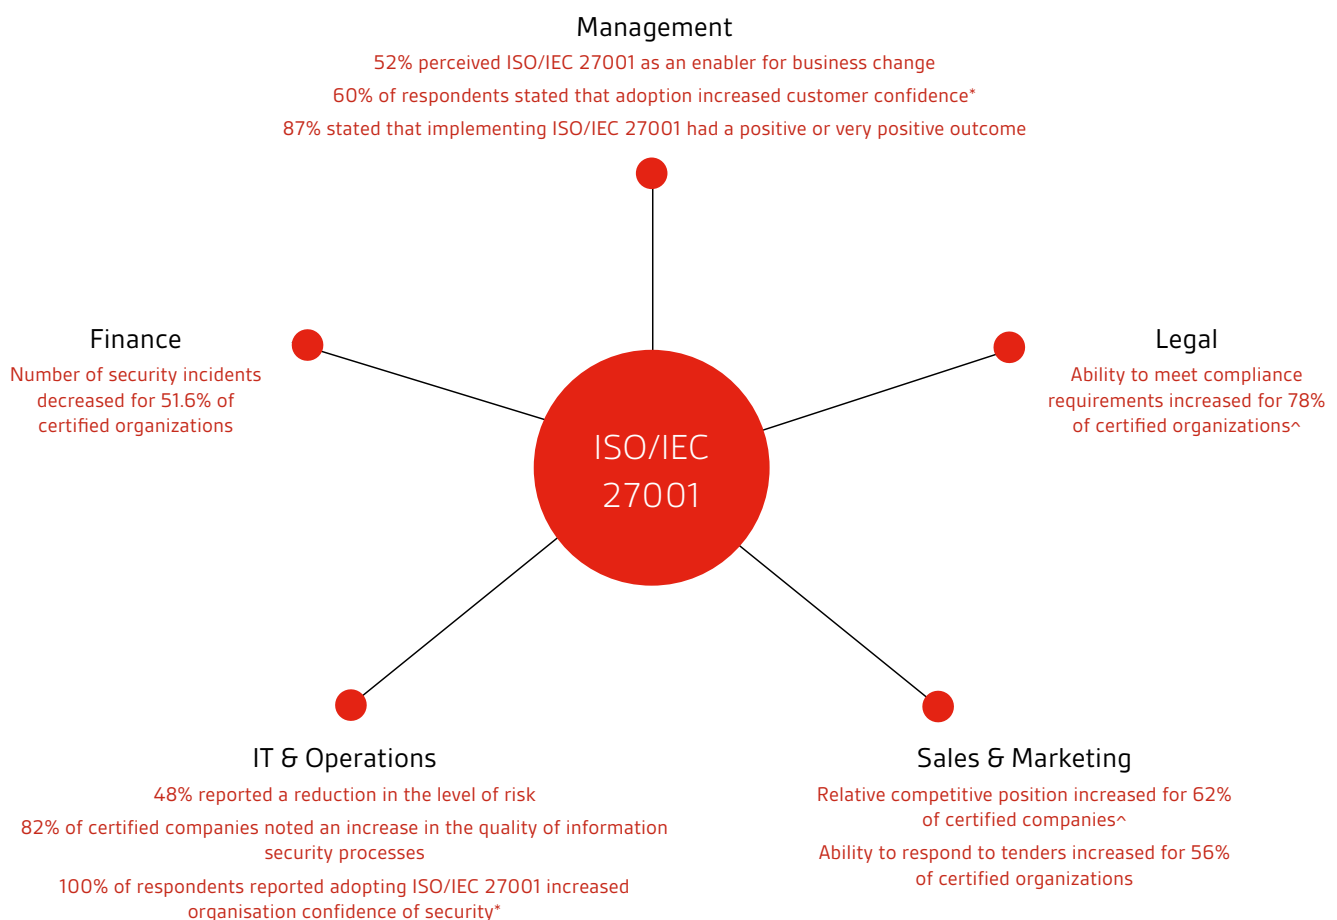 Management
52% perceived ISO/IEC 27001 as an enabler for business change
60% of respondents stated that adoption increased customer confidence*
87% stated that implementing ISO/IEC 27001 had a positive or very positive outcome
Finance
Number of security incidents
decreased for 51.6% of
certified organizations
Legal
Ability to meet compliance
requirements increased for 78%
of certified organizations^
ISO/IEC
27001
IT & Operations
48% reported a reduction in the level of risk
82% of certified companies noted an increase in the quality of information
security processes
100% of respondents reported adopting ISO/IEC 27001 increased
organisation confidence of security*
Sales & Marketing
Relative competitive position increased for 62%
of certified companies^
Ability to respond to tenders increased for 56%
of certified organizations